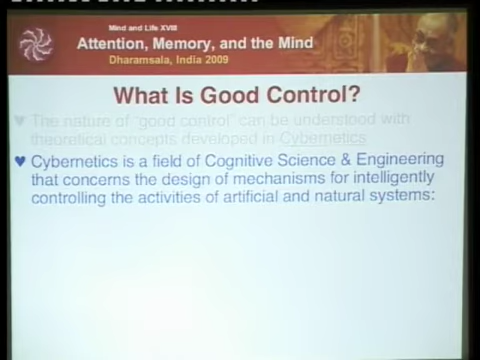 Mind and Life XVIII
Attention, Memory, and the Mind
Dharamsala, India 2009
What Is Good Control?
♥ The nature of "good control" can be understood with
theoretical concepts developed in Cybernetics
♥ Cybernetics is a field of Cognitive Science & Engineering
that concerns the design of mechanisms for intelligently
controlling the activities of artificial and natural systems: